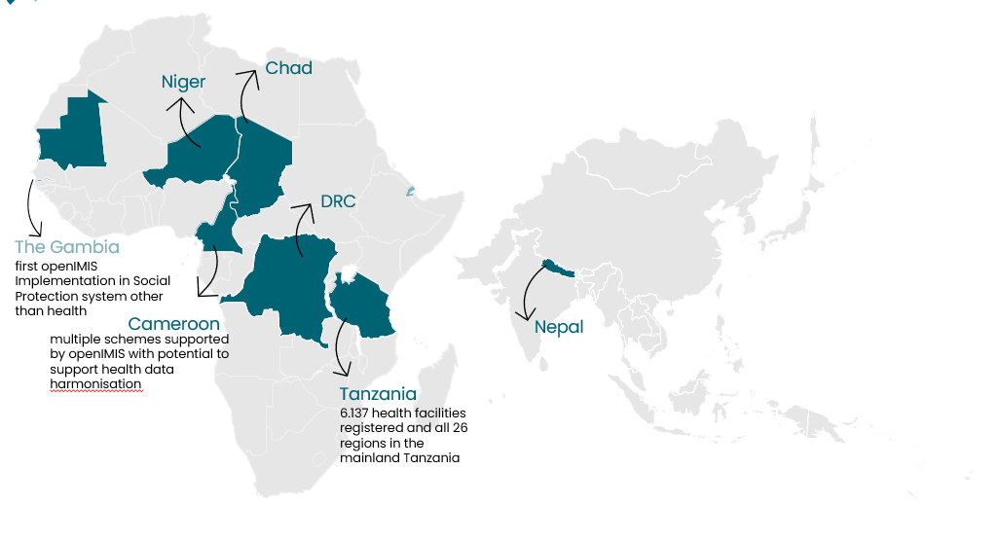 Chad
Niger
DRC
The Gambia
first openIMIS
Implementation in Social
Protection system other
than health
Cameroon
multiple schemes supported
by openIMIS with potential to
support health data
harmonisation
Nepal
Tanzania
6.137 health facilities
registered and all 26
regions in the
mainland Tanzania